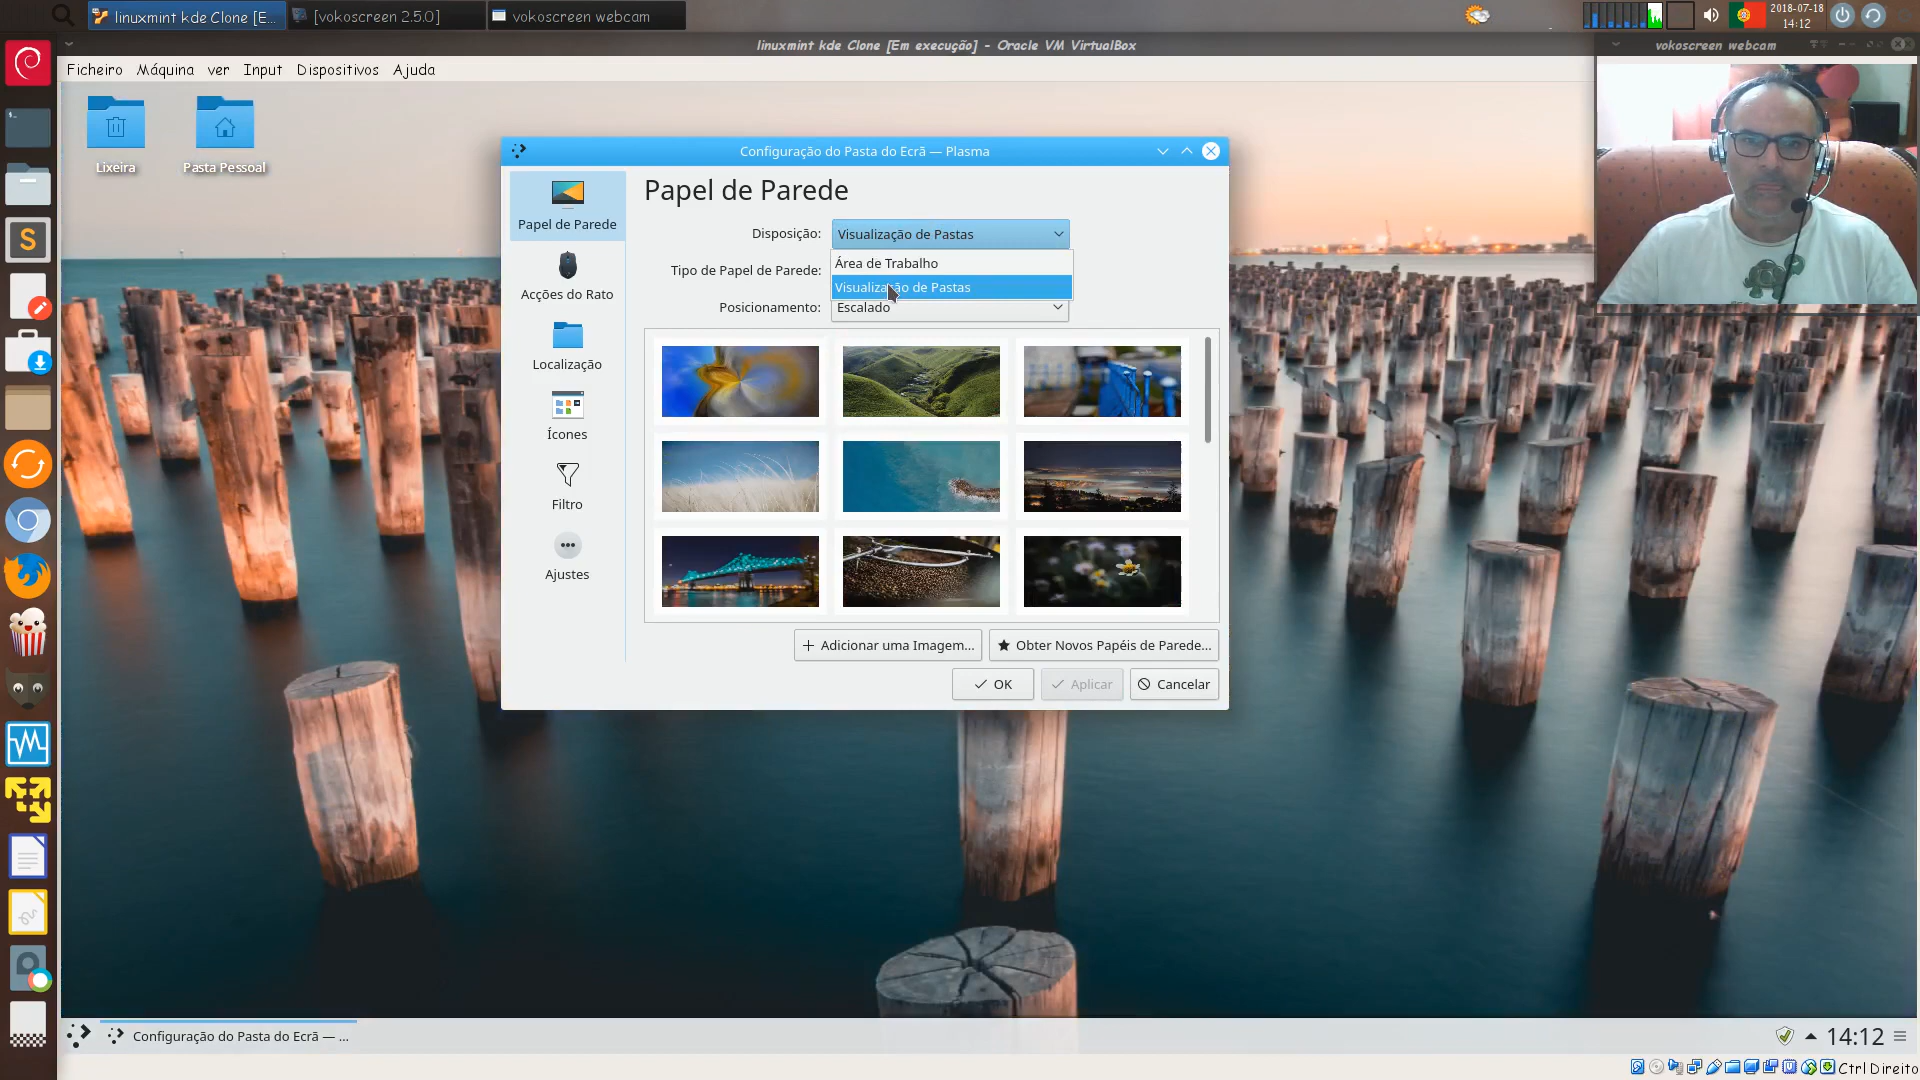 linuxmint kde Clone [E...
[vokoscreen 2.5.0]
vokoscreen webcam
2018-07-18
14:12
linuxmint kde Clone [Em execução] - Oracle VM VirtualBox
vokoscreen webcam
Ficheiro Máquina ver Input Dispositivos Ajuda
Lixeira
Pasta Pessoal
Configuração do Pasta do Ecrã — Plasma
Papel de Parede
Acções do Rato
Localização
Ícones
Filtro
Ajustes
Papel de Parede
Disposição: Visualização de Pastas
Área de Trabalho
Visualização de Pastas
Tipo de Papel de Parede:
Posicionamento: Escalado
Adicionar uma Imagem...
Obter Novos Papéis de Parede...
OK
Aplicar
Cancelar
S
Configuração do Pasta do Ecrã — ...
14:12
Ctrl Direito